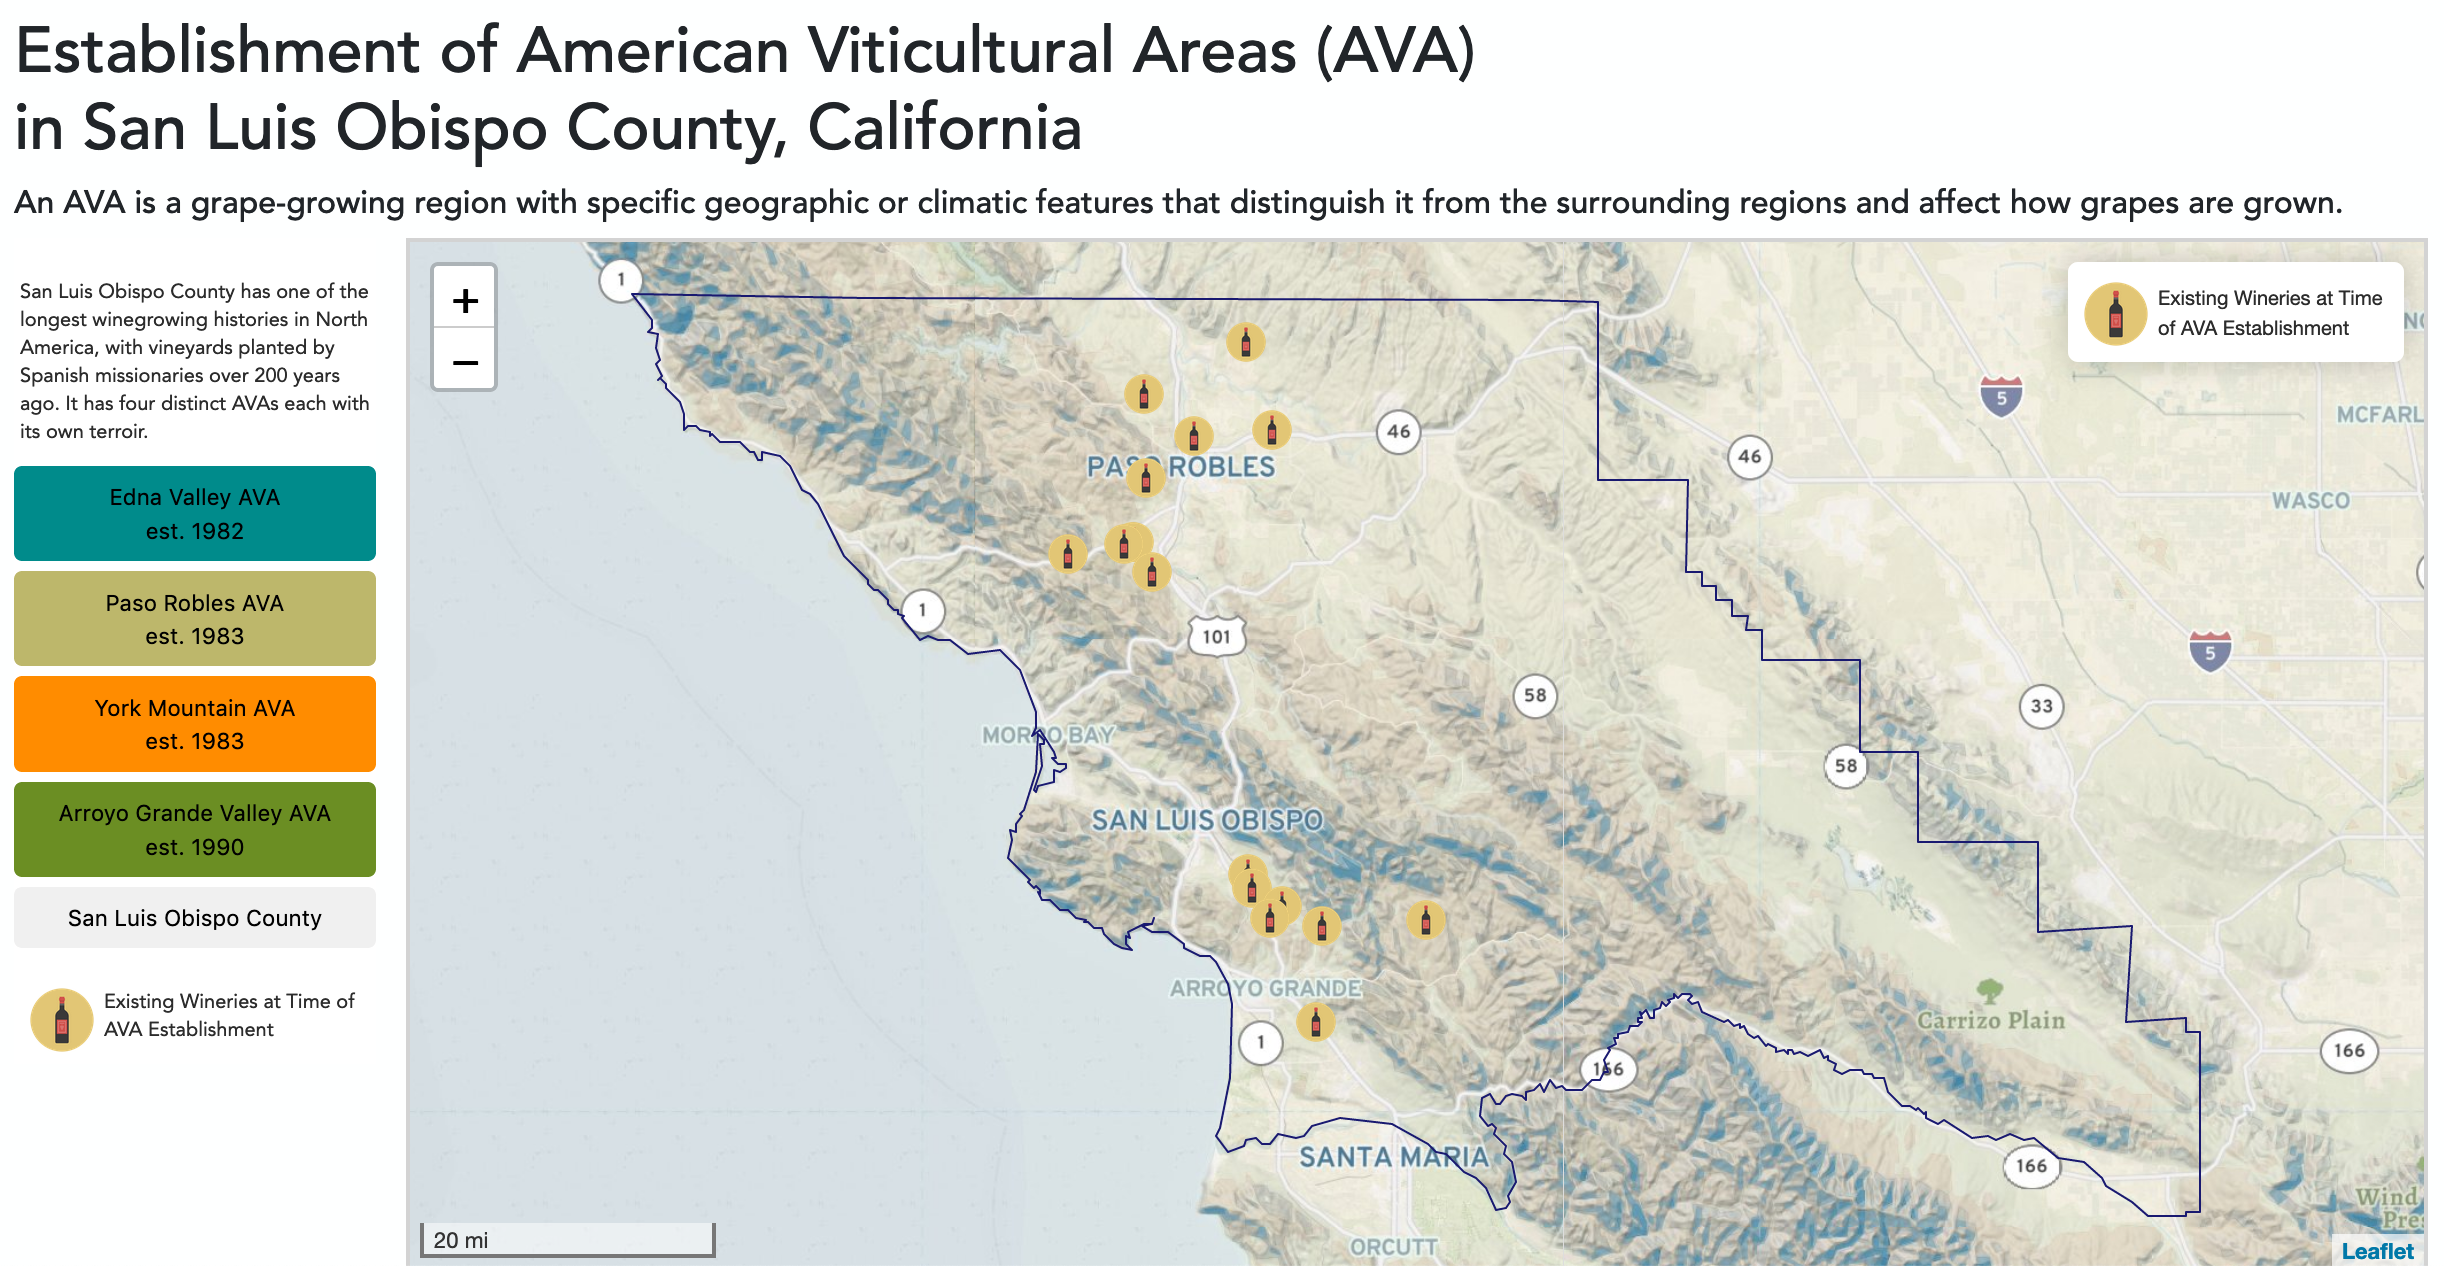 Establishment of American Viticultural Areas (AVA)
in San Luis Obispo County, California
An AVA is a grape-growing region with specific geographic or climatic features that distinguish it from the surrounding regions and affect how grapes are grown.
San Luis Obispo County has one of the
longest winegrowing histories in North
America, with vineyards planted by
Spanish missionaries over 200 years
ago. It has four distinct AVAs each with
its own terroir.
Edna Valley AVA
est. 1982
Paso Robles AVA
est. 1983
York Mountain AVA
est. 1983
Arroyo Grande Valley AVA
est. 1990
San Luis Obispo County
Existing Wineries at Time of
AVA Establishment
+
−
1
Existing Wineries at Time
of AVA Establishment
5
MCFARL
46
46
PASO ROBLES
WASCO
1
101
5
58
33
MORRO BAY
58
SAN LUIS OBISPO
ARROYO GRANDE
Carrizo Plain
1
166
166
SANTA MARIA
166
Wind
Pres
20 mi
ORCUTT
Leaflet